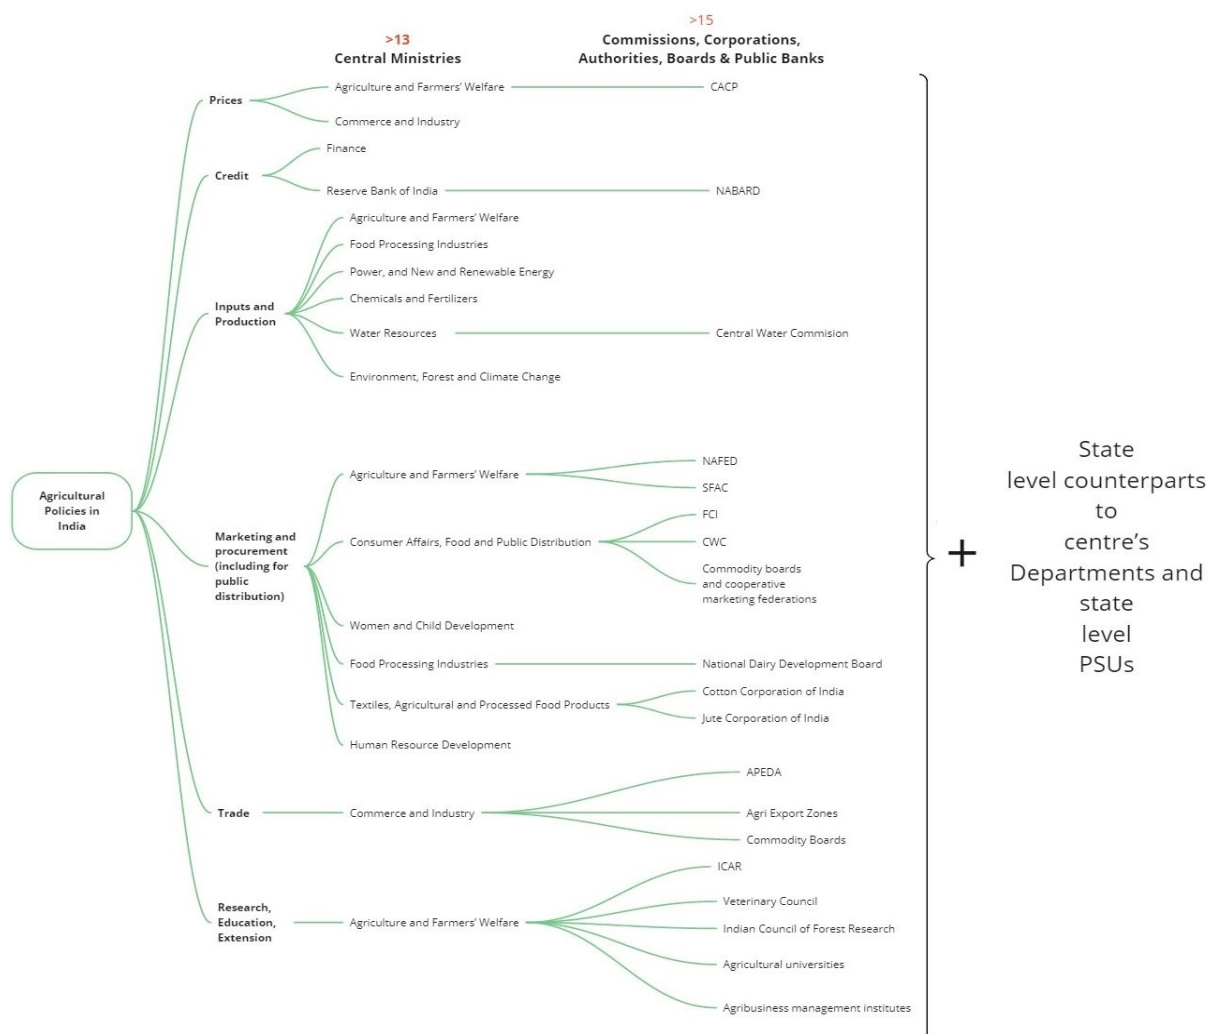 >13
Central Ministries
>15
Commissions, Corporations,
Authorities, Boards & Public Banks
Agricultural
Policies in
India
Prices
Agriculture and Farmers' Welfare
CACP
Commerce and Industry
Credit
Finance
Reserve Bank of India
NABARD
Inputs and
Production
Agriculture and Farmers' Welfare
Food Processing Industries
Power, and New and Renewable Energy
Chemicals and Fertilizers
Water Resources
Central Water Commision
Environment, Forest and Climate Change
Marketing and
procurement
(including for
public
distribution)
Agriculture and Farmers' Welfare
NAFED
SFAC
Consumer Affairs, Food and Public Distribution
FCI
CWC
Commodity boards
and cooperative
marketing federations
Women and Child Development
Food Processing Industries
National Dairy Development Board
Textiles, Agricultural and Processed Food Products
Cotton Corporation of India
Jute Corporation of India
Human Resource Development
Trade
Commerce and Industry
APEDA
Agri Export Zones
Commodity Boards
Research,
Education,
Extension
Agriculture and Farmers' Welfare
ICAR
Veterinary Council
Indian Council of Forest Research
Agricultural universities
Agribusiness management institutes
+
State
level counterparts
to
centre's
Departments and
state
level
PSUs